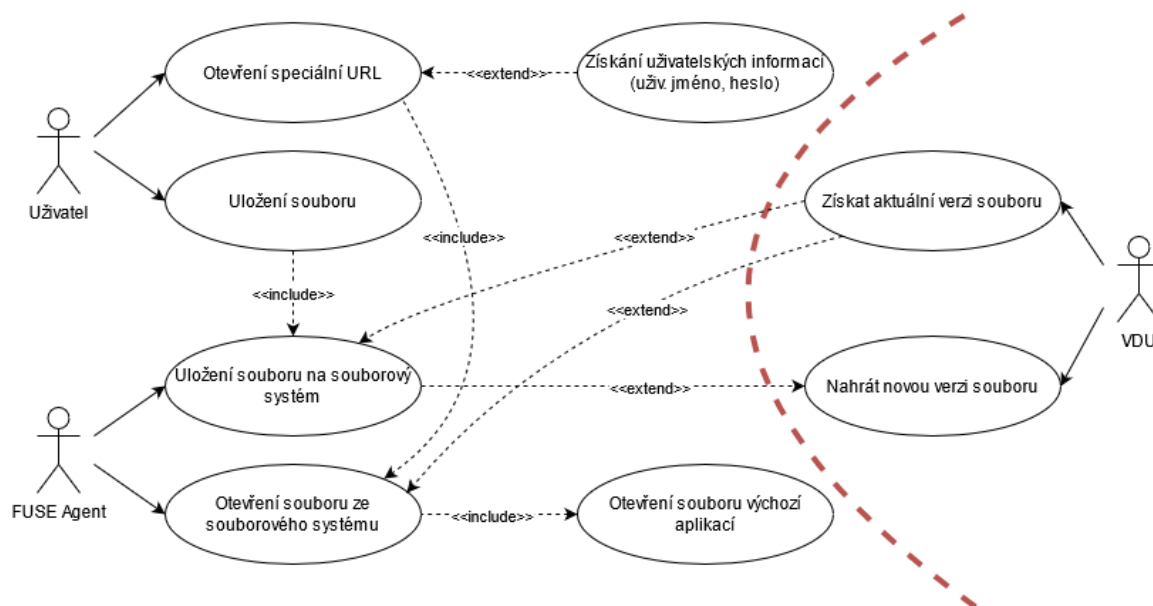 Otevření speciální URL
<<extend>>
Získání uživatelských informací
(uživ. jméno, heslo)
Uživatel
Uložení souboru
Získat aktuální verzi souboru
<<include>>
<<extend>>
<<include>>
<<extend>>
VDU
Uložení souboru na souborový
systém
<<extend>>
Nahrát novou verzi souboru
FUSE Agent
Otevření souboru ze
souborového systému
<<include>>
Otevření souboru výchozí
aplikací